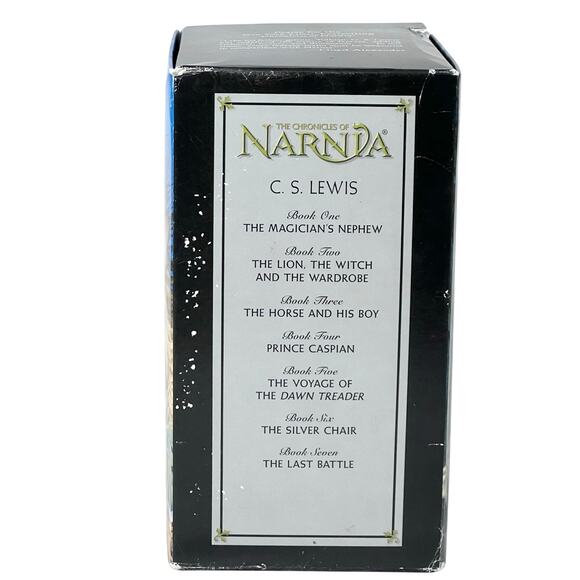 THE CHRONICLES OF
NARNIA®
C. S. LEWIS
Book One
THE MAGICIAN'S NEPHEW
Book Two
THE LION, THE WITCH
AND THE WARDROBE
Book Three
THE HORSE AND HIS BOY
Book Four
PRINCE CASPIAN
Book Five
THE VOYAGE OF
THE DAWN TREADER
Book Six
THE SILVER CHAIR
Book Seven
THE LAST BATTLE